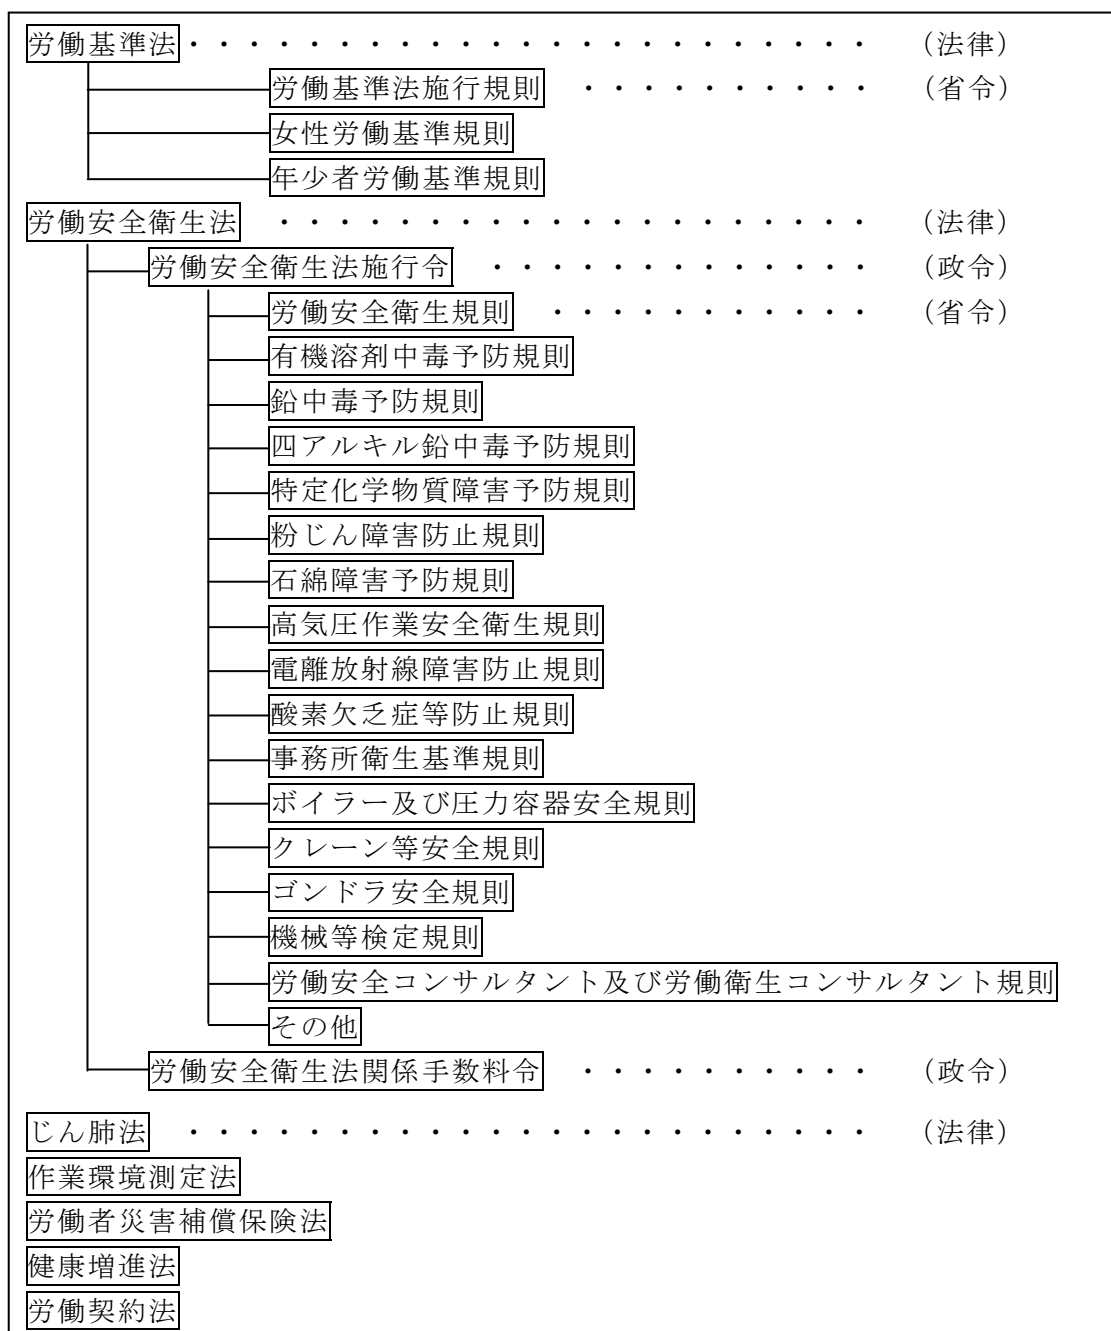 労働基準法・・・・・・・・・・・・・・・・・・・・・・・（法律）
労働基準法施行規則 ・・・・・・・・・・（省令）
女性労働基準規則
年少者労働基準規則
労働安全衛生法 ・・・・・・・・・・・・・・・・・・・・（法律）
労働安全衛生法施行令 ・・・・・・・・・・・・・（政令）
労働安全衛生規則 ・・・・・・・・・・・（省令）
有機溶剤中毒予防規則
鉛中毒予防規則
四アルキル鉛中毒予防規則
特定化学物質障害予防規則
粉じん障害防止規則
石綿障害予防規則
高気圧作業安全衛生規則
電離放射線障害防止規則
酸素欠乏症等防止規則
事務所衛生基準規則
ボイラー及び圧力容器安全規則
クレーン等安全規則
ゴンドラ安全規則
機械等検定規則
労働安全コンサルタント及び労働衛生コンサルタント規則
その他
労働安全衛生法関係手数料令 ・・・・・・・・・・（政令）
じん肺法 ・・・・・・・・・・・・・・・・・・・・・・・（法律）
作業環境測定法
労働者災害補償保険法
健康増進法
労働契約法